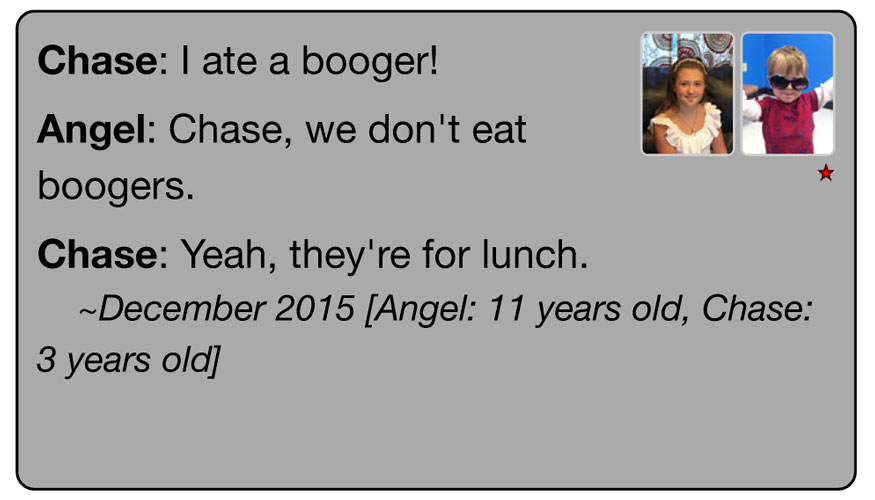 Chase: I ate a booger!
Angel: Chase, we don't eat
boogers.
Chase: Yeah, they're for lunch.
~December 2015 [Angel: 11 years old, Chase:
3 years old]